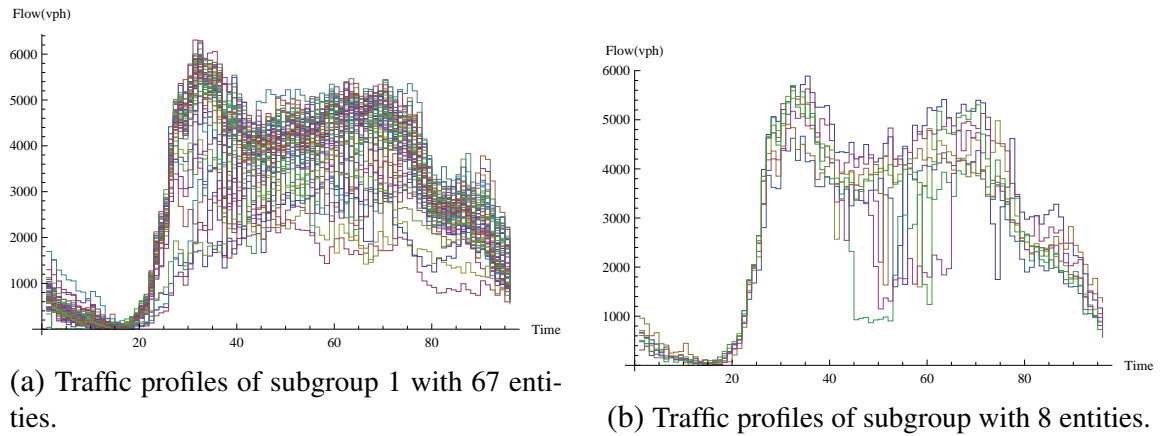 Flow(vph)
6000
5000
4000
3000
2000
1000
20
40
60
80
Time
(a) Traffic profiles of subgroup 1 with 67 enti-
ties.
Flow(vph)
6000
5000
4000
3000
2000
1000
20
40
60
80
Time
(b) Traffic profiles of subgroup with 8 entities.